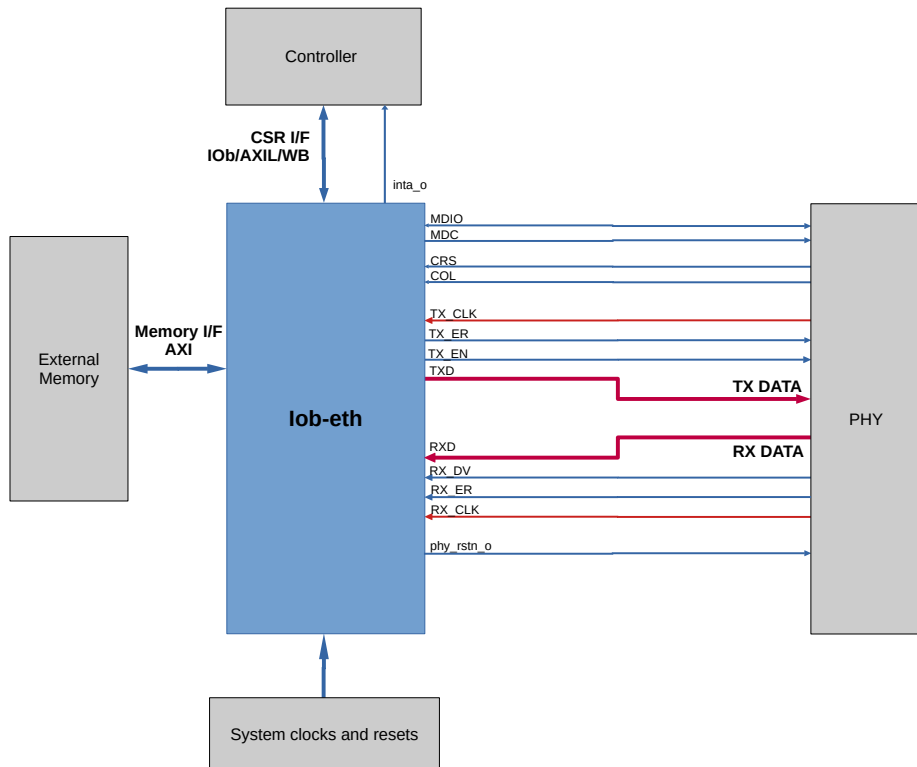 Controller
CSR I/F
IOb/AXIL/WB
inta_o
MDIO
MDC
CRS
COL
TX_CLK
Memory I/F
AXI
TX_ER
TX_EN
External
Memory
TXD
TX DATA
Iob-eth
PHY
RXD
RX DATA
RX_DV
RX_ER
RX_CLK
phy_rstn_o
System clocks and resets